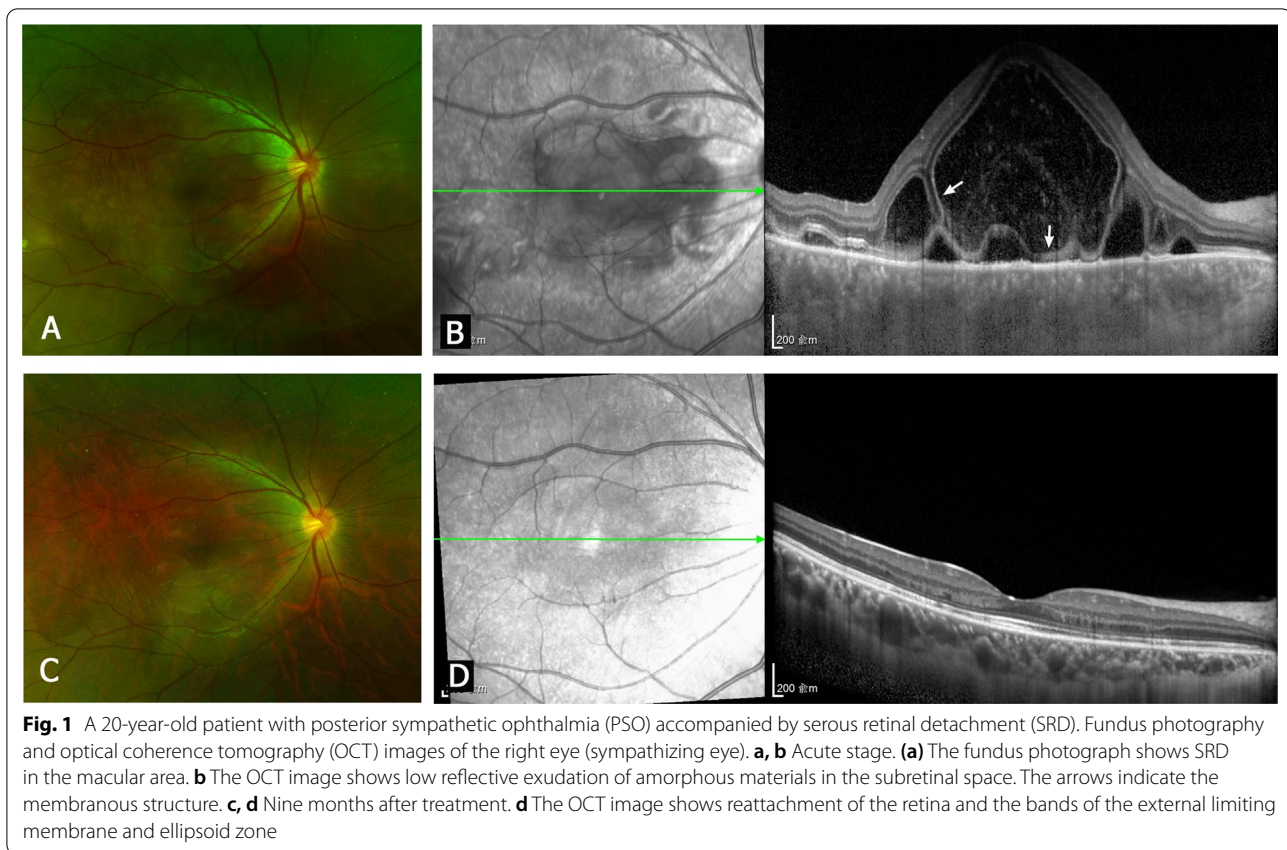 A
B
μm
200 㕮m
C
D
μm
200 㕮m
Fig. 1 A 20-year-old patient with posterior sympathetic ophthalmia (PSO) accompanied by serous retinal detachment (SRD). Fundus photography
and optical coherence tomography (OCT) images of the right eye (sympathizing eye). a, b Acute stage. (a) The fundus photograph shows SRD
in the macular area. b The OCT image shows low reflective exudation of amorphous materials in the subretinal space. The arrows indicate the
membranous structure. c, d Nine months after treatment. d The OCT image shows reattachment of the retina and the bands of the external limiting
membrane and ellipsoid zone